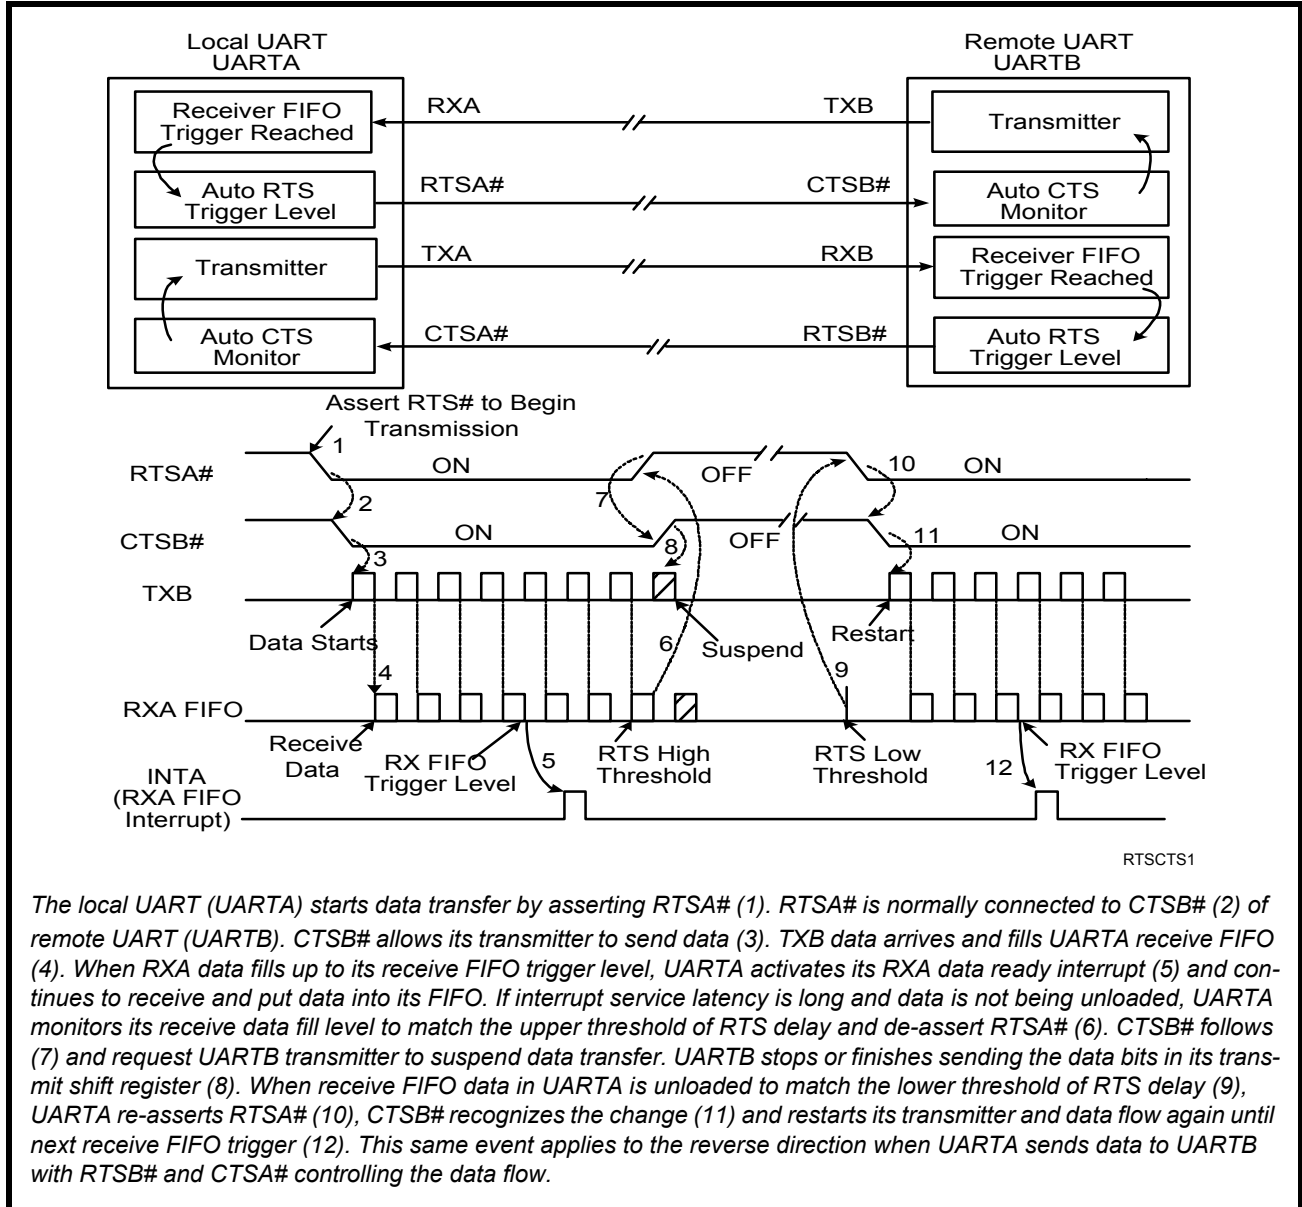 Local UART
UARTA
Remote UART
UARTB
Receiver FIFO
Trigger Reached
RXA
TXB
Transmitter
Auto RTS
Trigger Level
RTSA#
CTSB#
Auto CTS
Monitor
Transmitter
TXA
RXB
Receiver FIFO
Trigger Reached
Auto CTS
Monitor
CTSA#
RTSB#
Auto RTS
Trigger Level
Assert RTS# to Begin
Transmission
1
RTSA#
ON
OFF
10
ON
2
7
CTSB#
ON
8
OFF
11
ON
3
TXB
Data Starts
6
Suspend
Restart
4
9
RXA FIFO
Receive
Data
RX FIFO
Trigger Level
5
RTS High
Threshold
RTS Low
Threshold
12
RX FIFO
Trigger Level
INTA
(RXA FIFO
Interrupt)
RTSCTS1
The local UART (UARTA) starts data transfer by asserting RTSA# (1). RTSA# is normally connected to CTSB# (2) of
remote UART (UARTB). CTSB# allows its transmitter to send data (3). TXB data arrives and fills UARTA receive FIFO
(4). When RXA data fills up to its receive FIFO trigger level, UARTA activates its RXA data ready interrupt (5) and con-
tinues to receive and put data into its FIFO. If interrupt service latency is long and data is not being unloaded, UARTA
monitors its receive data fill level to match the upper threshold of RTS delay and de-assert RTSA# (6). CTSB# follows
(7) and request UARTB transmitter to suspend data transfer. UARTB stops or finishes sending the data bits in its trans-
mit shift register (8). When receive FIFO data in UARTA is unloaded to match the lower threshold of RTS delay (9),
UARTA re-asserts RTSA# (10), CTSB# recognizes the change (11) and restarts its transmitter and data flow again until
next receive FIFO trigger (12). This same event applies to the reverse direction when UARTA sends data to UARTB
with RTSB# and CTSA# controlling the data flow.